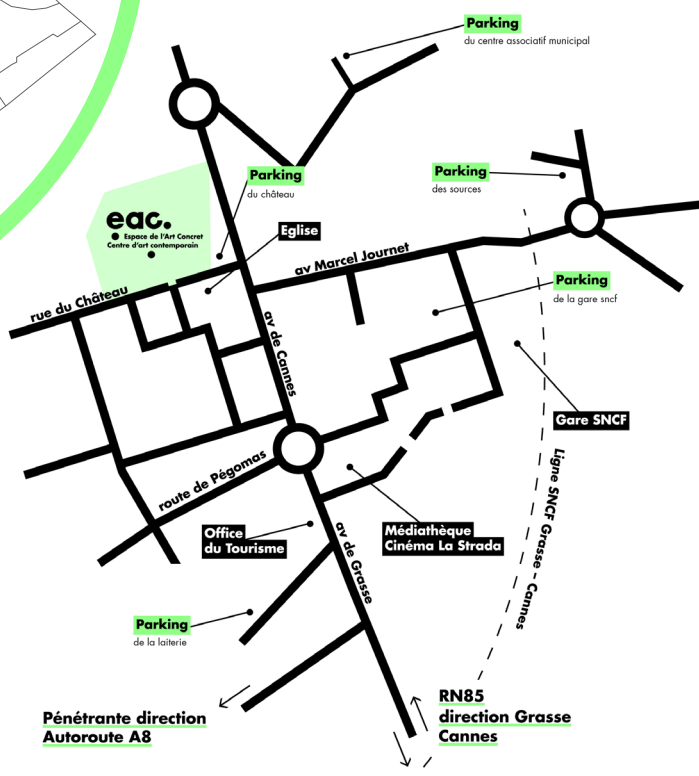 Parking
du centre associatif municipal
Parking
du château
Parking
des sources
eac.
Espace de l'Art Concret
Centre d'art contemporain
Eglise
av Marcel Journet
rue du Château
Parking
de la gare sncf
av de Cannes
Gare SNCF
route de Pégomas
Ligne SNCF Grasse - Cannes
Office
du Tourisme
Médiathèque
Cinéma La Strada
av de Grasse
Parking
de la laiterie
Pénétrante direction
Autoroute A8
RN85
direction Grasse
Cannes